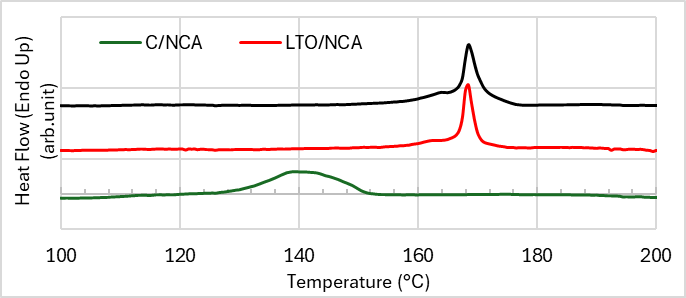 C/NCA LTO/NCA
Heat Flow (Endo Up)
(arb.unit)
100 120 140 160 180 200
Temperature (°C)